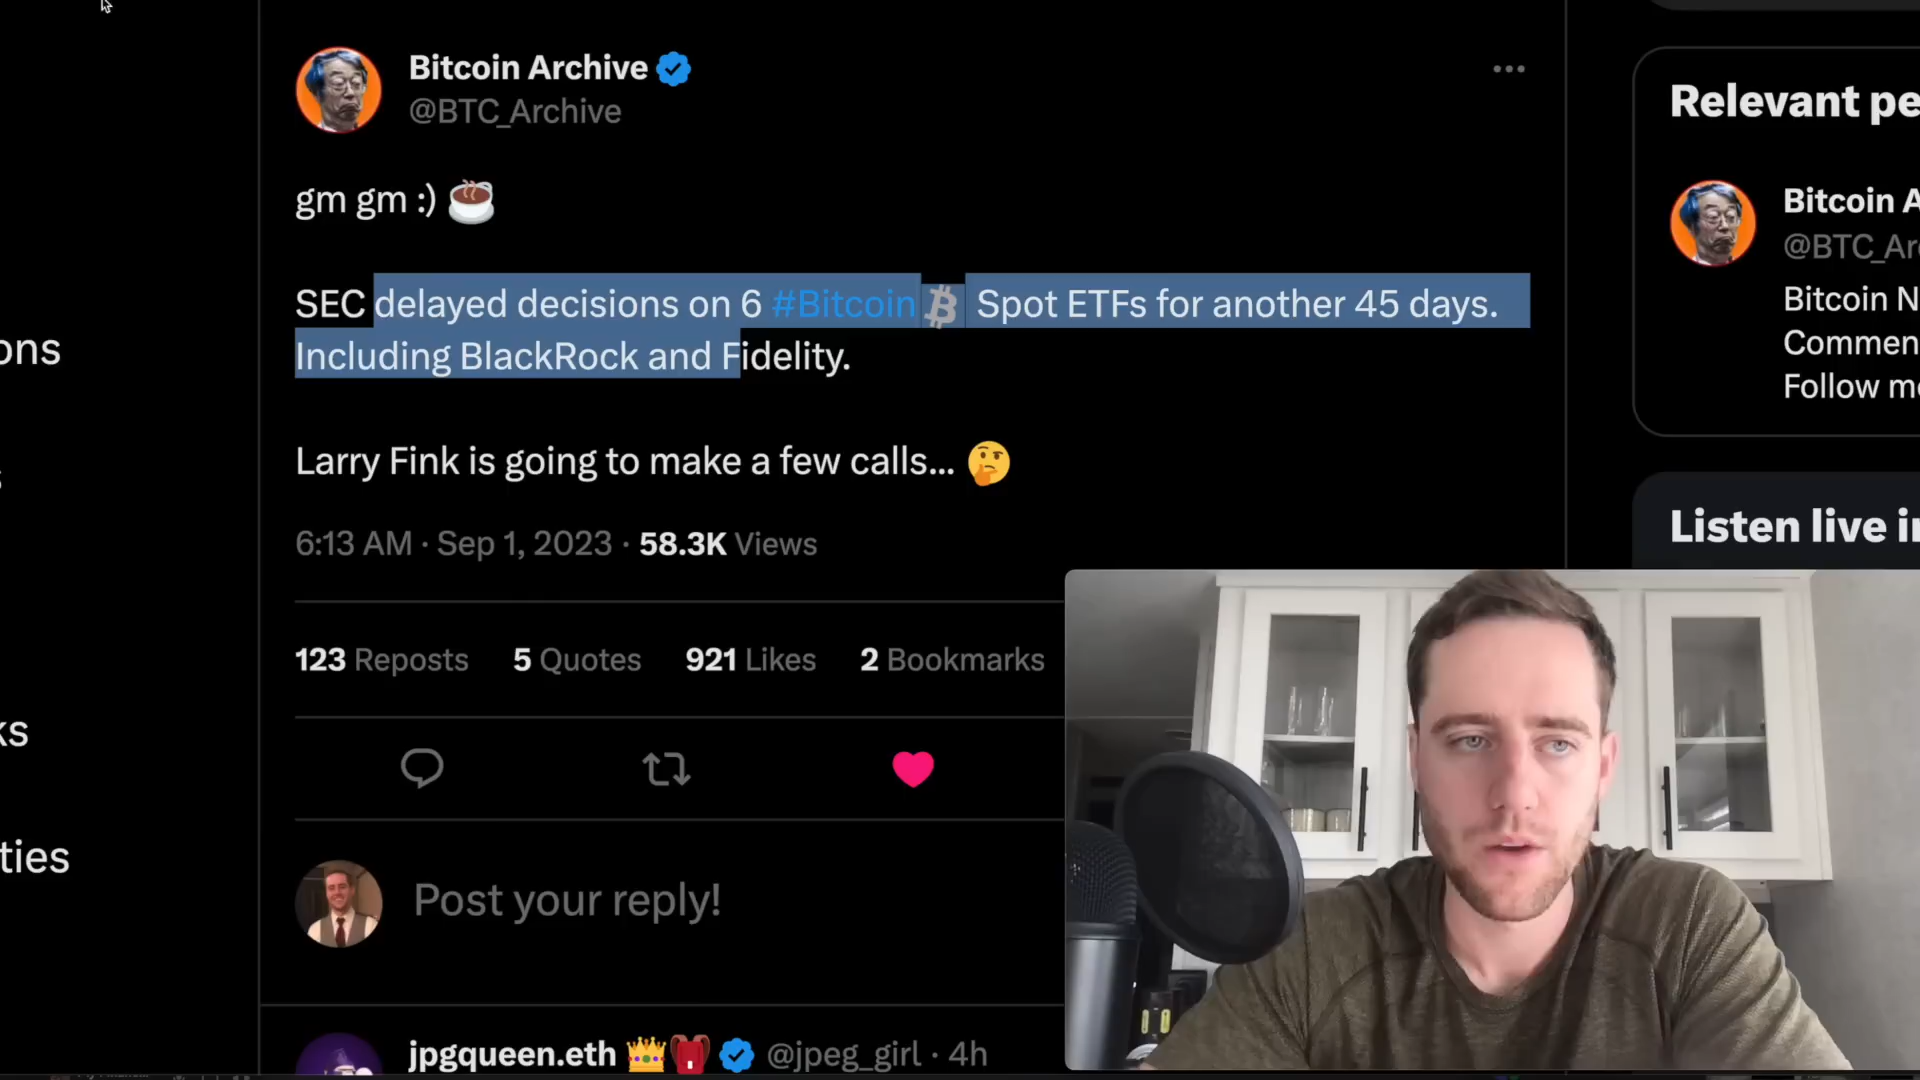 Bitcoin Archive
@BTC_Archive
gm gm :) ☕
SEC delayed decisions on 6 #Bitcoin Spot ETFs for another 45 days.
Including BlackRock and Fidelity.
Larry Fink is going to make a few calls... 🤔
6:13 AM · Sep 1, 2023 · 58.3K Views
123 Reposts 5 Quotes 921 Likes 2 Bookmarks
Post your reply!
jpgqueen.eth 👑🎒 @jpeg_girl · 4h
ons
s
ks
ties
Relevant pe
Bitcoin A
@BTC_Ar
Bitcoin N
Commen
Follow m
Listen live i